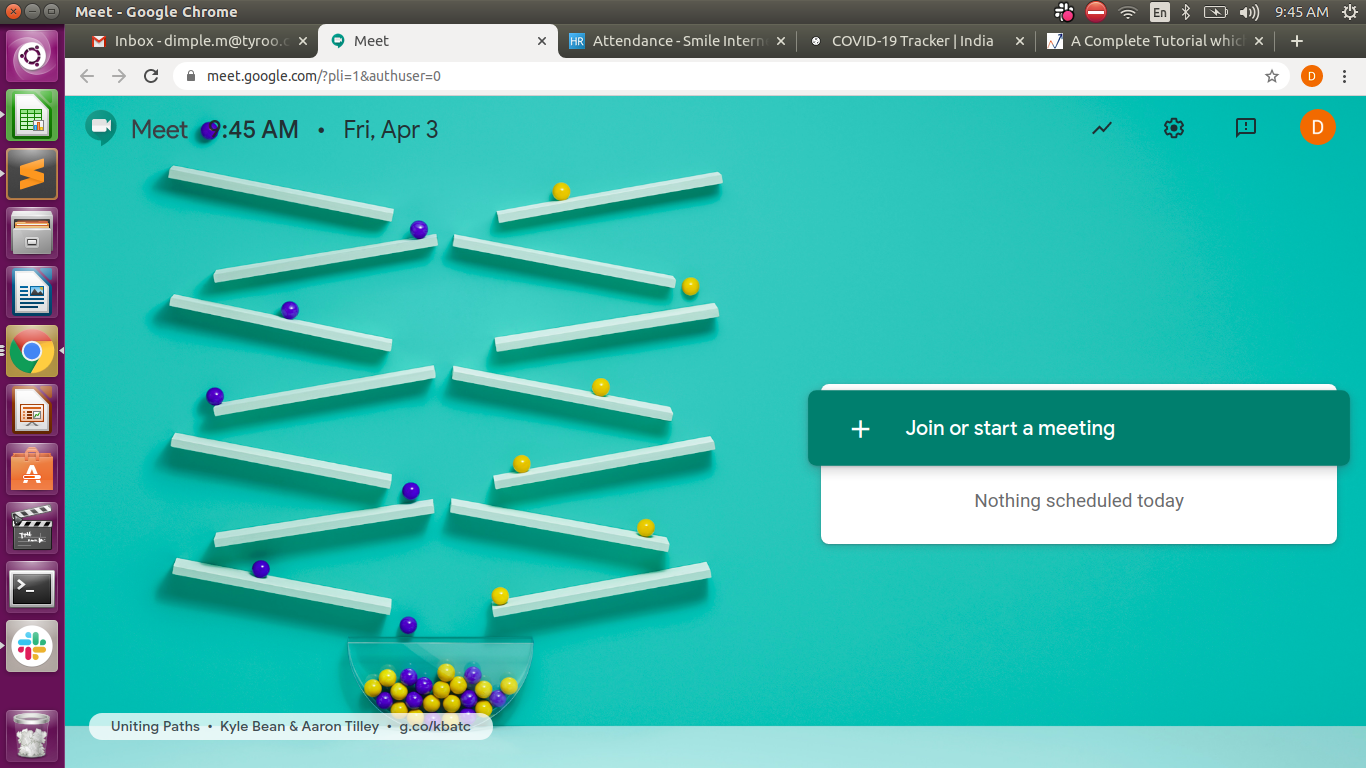 Meet - Google Chrome
En
9:45 AM
Inbox - dimple.m@tyroo.c
Meet
HR
Attendance - Smile Intern
COVID-19 Tracker | India
A Complete Tutorial whic
meet.google.com/?pli=1&authuser=0
D
Meet 9:45 AM • Fri, Apr 3
D
Join or start a meeting
Nothing scheduled today
Uniting Paths • Kyle Bean & Aaron Tilley • g.co/kbatc